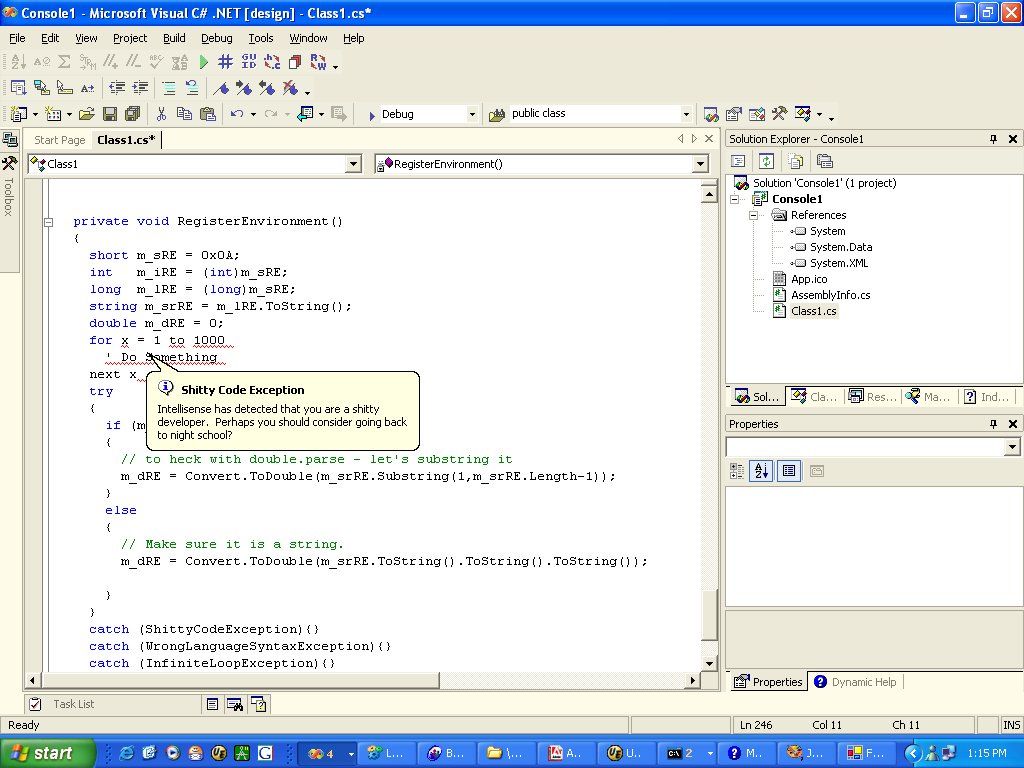 Console1 - Microsoft Visual C# .NET [design] - Class1.cs*
File Edit View Project Build Debug Tools Window Help
Debug
public class
Start Page Class1.cs*
Class1
RegisterEnvironment()
Toolbox
private void RegisterEnvironment()
{
short m_sRE = 0x0A;
int m_iRE = (int)m_sRE;
long m_lRE = (long)m_sRE;
string m_srRE = m_lRE.ToString();
double m_dRE = 0;
for x = 1 to 1000
' Do Something
next x
try
{
if (m
{
// to heck with double.parse - let's substring it
m_dRE = Convert.ToDouble(m_srRE.Substring(1,m_srRE.Length-1));
}
else
{
// Make sure it is a string.
m_dRE = Convert.ToDouble(m_srRE.ToString().ToString().ToString());
}
}
catch (ShittyCodeException){}
catch (WrongLanguageSyntaxException){}
catch (InfiniteLoopException){}
Shitty Code Exception
Intellisense has detected that you are a shitty
developer. Perhaps you should consider going back
to night school?
Solution Explorer - Console1
Solution 'Console1' (1 project)
Console1
References
System
System.Data
System.XML
App.ico
AssemblyInfo.cs
Class1.cs
Sol... Cla... Res... Ma... Ind...
Properties
Properties Dynamic Help
Task List
Ready Ln 246 Col 11 Ch 11 INS
start 4 L... B... \... A... U... 2 M... J... F... 1:15 PM